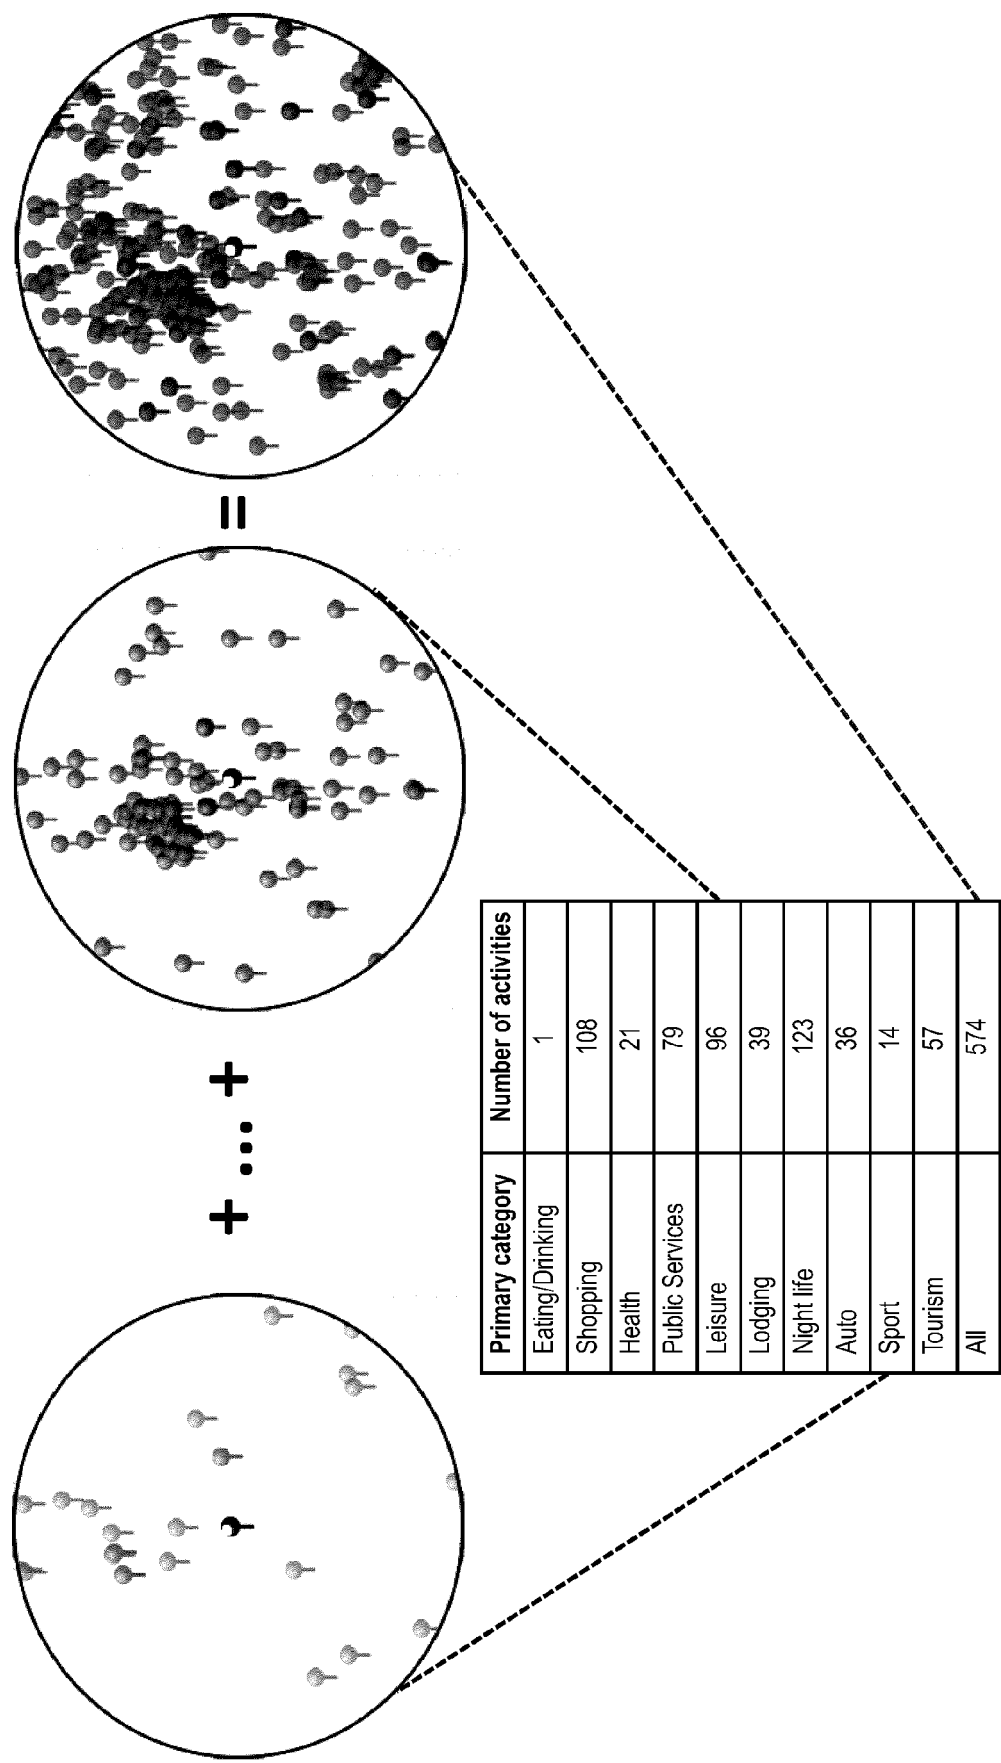 + ... + =
Primary category Number of activities
Eating/Drinking 1
Shopping 108
Health 21
Public Services 79
Leisure 96
Lodging 39
Night life 123
Auto 36
Sport 14
Tourism 57
All 574